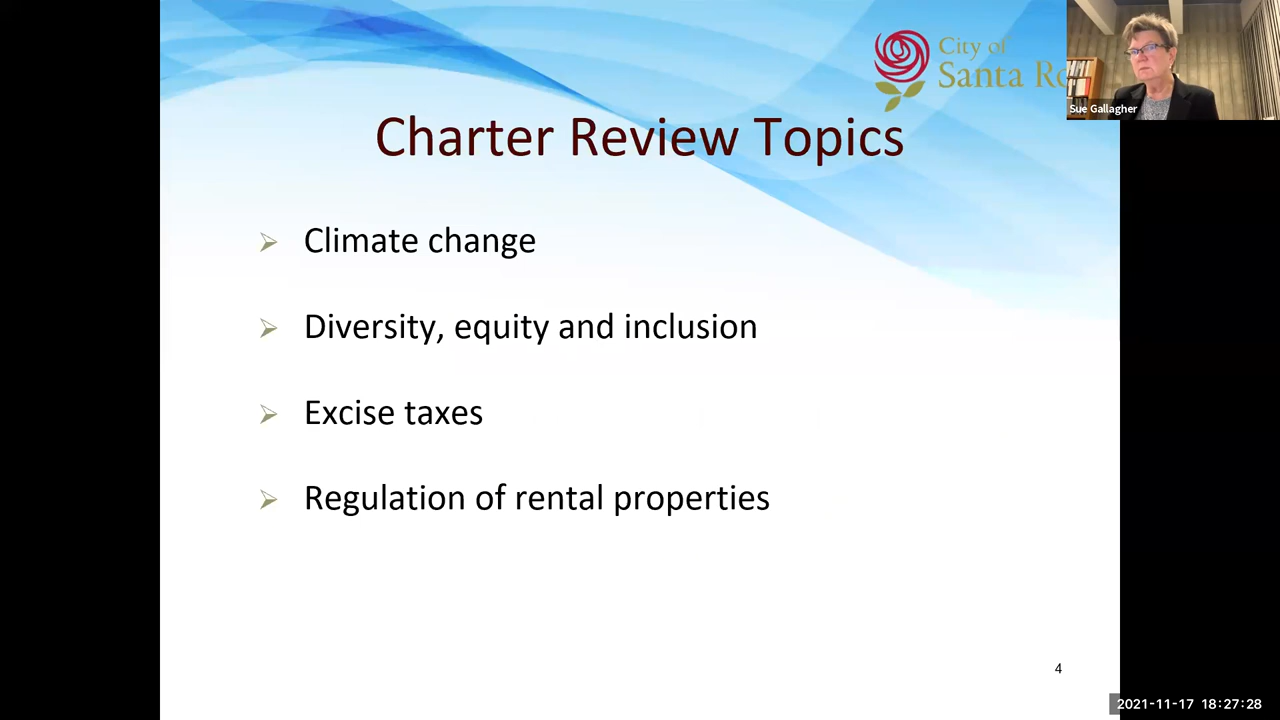 City of
Santa Ro
Sue Gallagher
Charter Review Topics
Climate change
Diversity, equity and inclusion
Excise taxes
Regulation of rental properties
4
2021-11-17 18:27:28